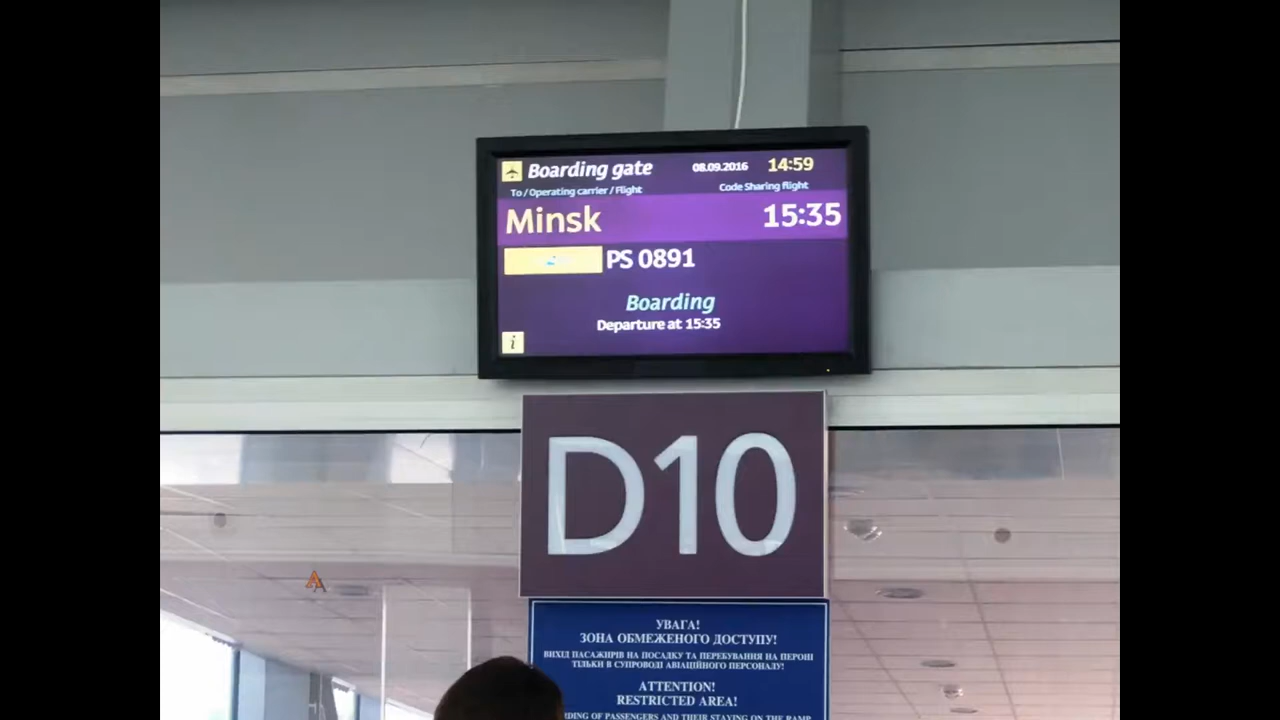 Boarding gate 08.09.2016 14:59
To / Operating carrier / Flight Code Sharing flight
Minsk 15:35
PS 0891
Boarding
Departure at 15:35
i
D10
УВАГА!
ЗОНА ОБМЕЖЕНОГО ДОСТУПУ!
ВИХІД ПАСАЖИРІВ НА ПОСАДКУ ТА ПЕРЕБУВАННЯ НА ПЕРОНІ
ТІЛЬКИ В СУПРОВОДІ АВІАЦІЙНОГО ПЕРСОНАЛУ!
ATTENTION!
RESTRICTED AREA!
OF PASSENGERS AND THEIR STAYING ON THE RAMP